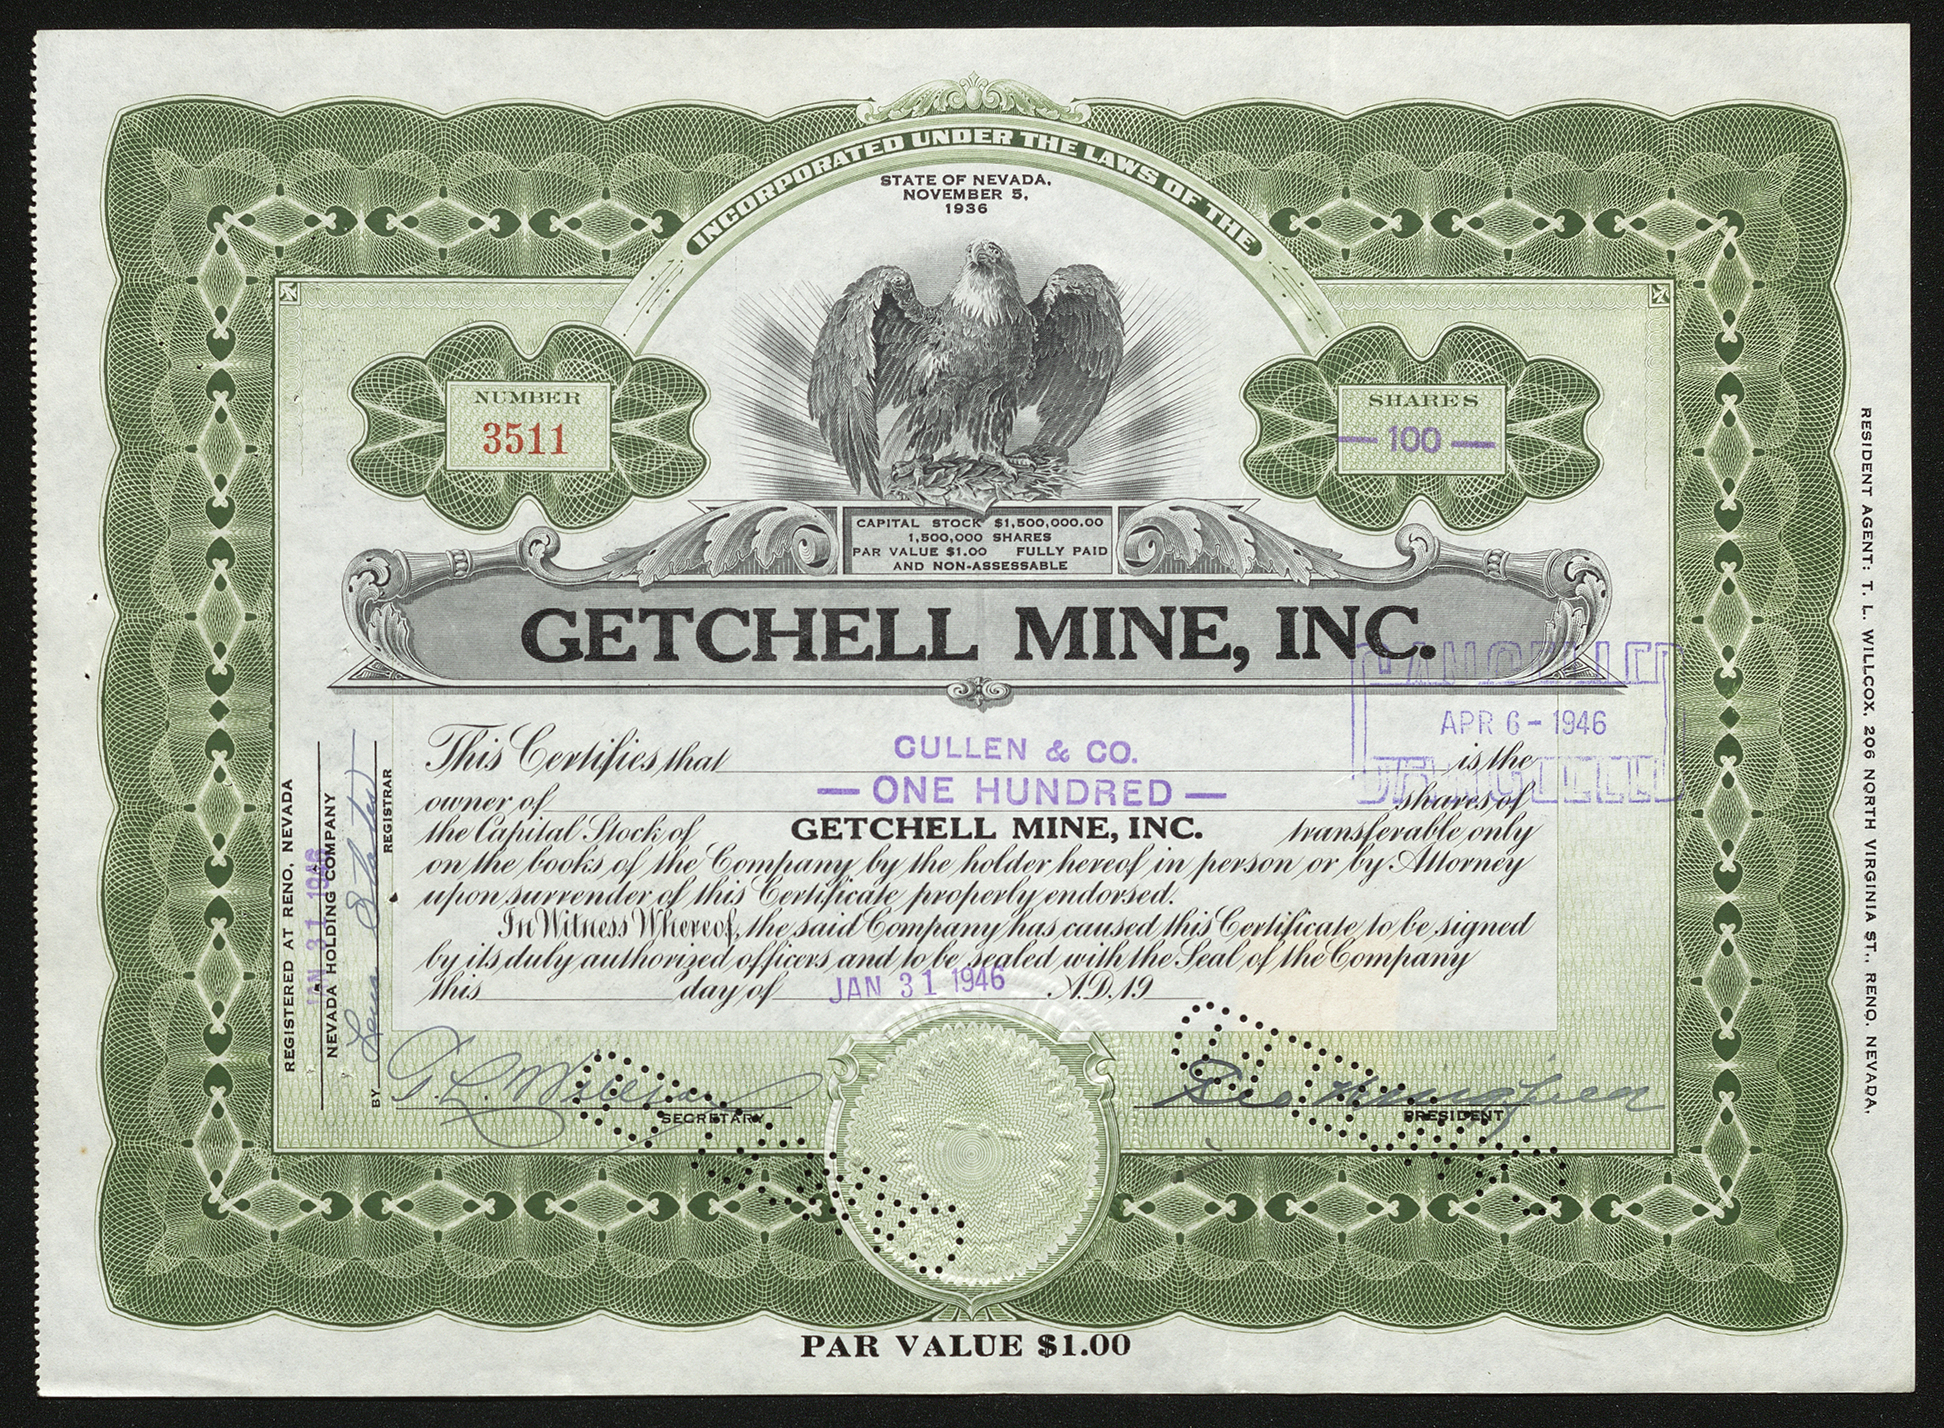 INCORPORATED UNDER THE LAWS OF THE
STATE OF NEVADA,
NOVEMBER 5,
1936
NUMBER
3511
SHARES
— 100 —
CAPITAL STOCK $1,500,000.00
1,500,000 SHARES
PAR VALUE $1.00 FULLY PAID
AND NON-ASSESSABLE
GETCHELL MINE, INC.
CANCELLED
APR 6 - 1946
CANCELLED
This Certifies that CULLEN & CO. is the
owner of — ONE HUNDRED — shares of
the Capital Stock of GETCHELL MINE, INC. transferable only
on the books of the Company by the holder hereof in person or by Attorney
upon surrender of this Certificate properly endorsed.
In Witness Whereof, the said Company has caused this Certificate to be signed
by its duly authorized officers and to be sealed with the Seal of the Company
this day of JAN 31 1946 A.D. 19
SECRETARY
PRESIDENT
PAR VALUE $1.00
REGISTERED AT RENO, NEVADA
JAN 31 1946
NEVADA HOLDING COMPANY
BY
REGISTRAR
RESIDENT AGENT: T. L. WILLCOX, 206 NORTH VIRGINIA ST., RENO, NEVADA.